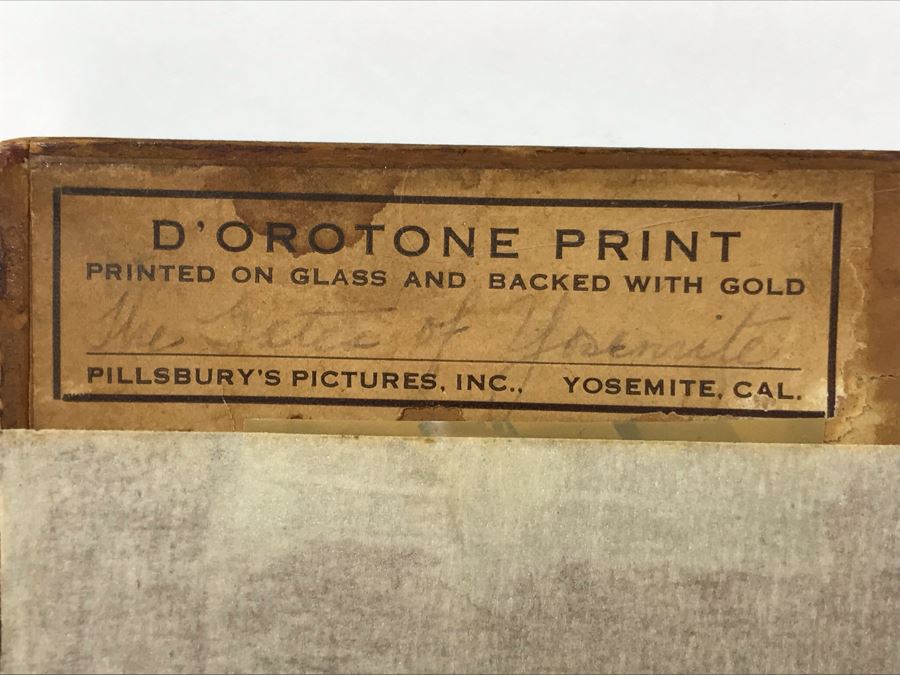 D'OROTONE PRINT
PRINTED ON GLASS AND BACKED WITH GOLD
The Gates of Yosemite
PILLSBURY'S PICTURES, INC., YOSEMITE, CAL.